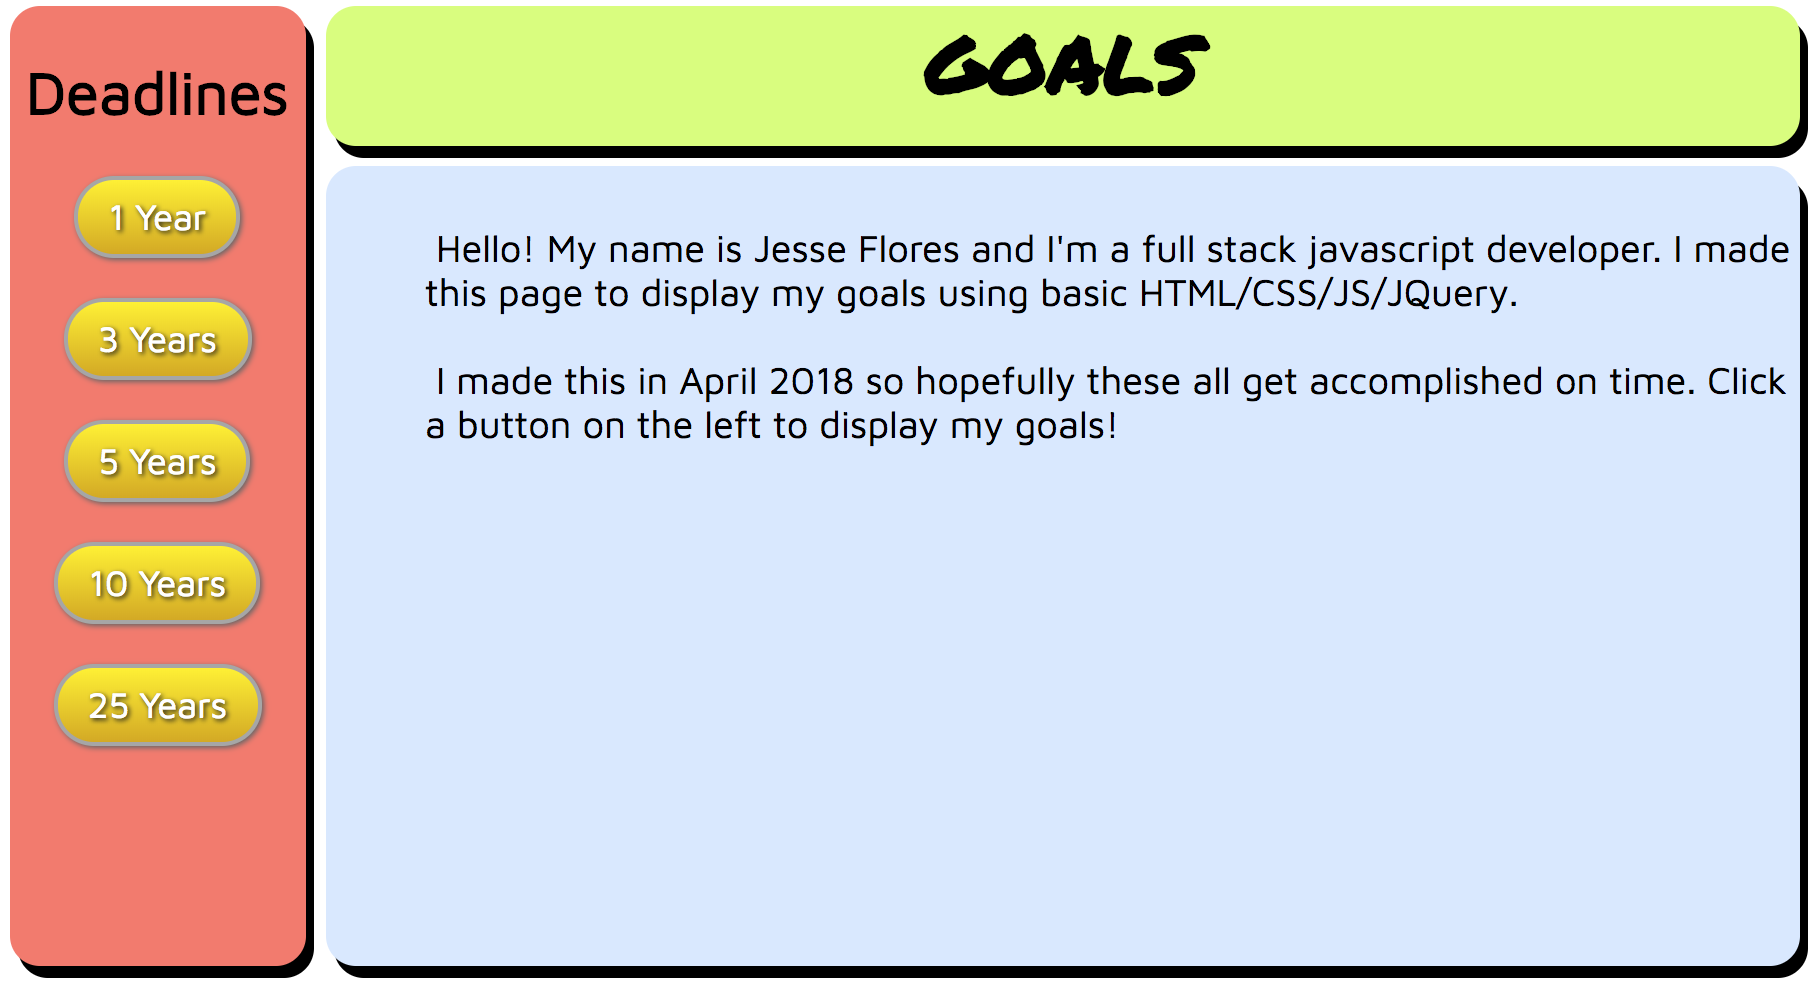 Deadlines
1 Year
3 Years
5 Years
10 Years
25 Years
GOALS
Hello! My name is Jesse Flores and I'm a full stack javascript developer. I made
this page to display my goals using basic HTML/CSS/JS/JQuery.
I made this in April 2018 so hopefully these all get accomplished on time. Click
a button on the left to display my goals!